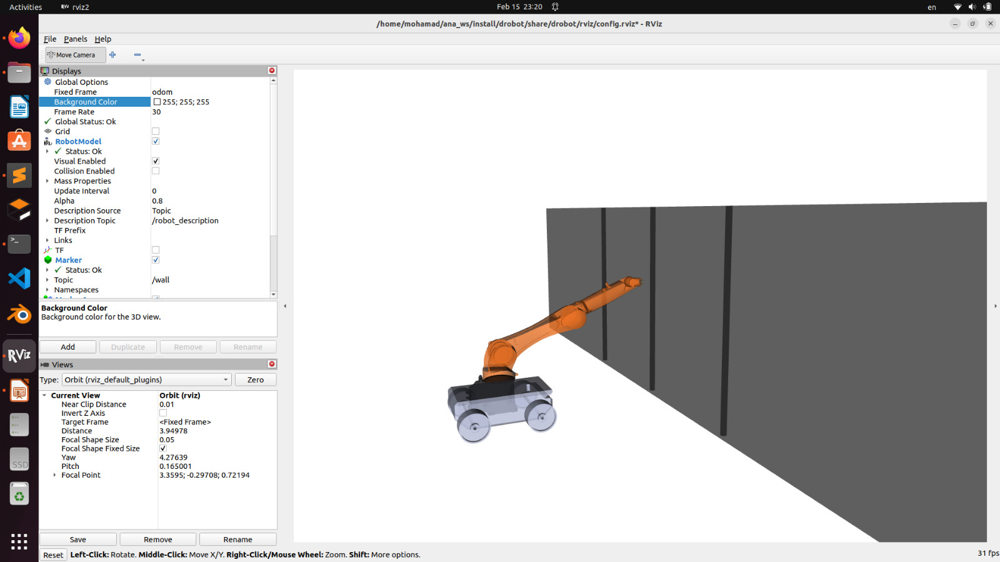 Activities
RViz rviz2
Feb 15 23:20
en
/home/mohamad/ana_ws/install/drobot/share/drobot/rviz/config.rviz* - RViz
File Panels Help
Move Camera
Displays
Global Options
Fixed Frame odom
Background Color 255; 255; 255
Frame Rate 30
Global Status: Ok
Grid
RobotModel
Status: Ok
Visual Enabled
Collision Enabled
Mass Properties
Update Interval 0
Alpha 0.8
Description Source Topic
Description Topic /robot_description
TF Prefix
Links
TF
Marker
Status: Ok
Topic /wall
Namespaces
Background Color
Background color for the 3D view.
Add Duplicate Remove Rename
Views
Type: Orbit (rviz_default_plugins) Zero
Current View Orbit (rviz)
Near Clip Distance 0.01
Invert Z Axis
Target Frame <Fixed Frame>
Distance 3.94978
Focal Shape Size 0.05
Focal Shape Fixed Size
Yaw 4.27639
Pitch 0.165001
Focal Point 3.3595; -0.29708; 0.72194
Save Remove Rename
Reset Left-Click: Rotate. Middle-Click: Move X/Y. Right-Click/Mouse Wheel: Zoom. Shift: More options.
31 fps
RViz
SSD